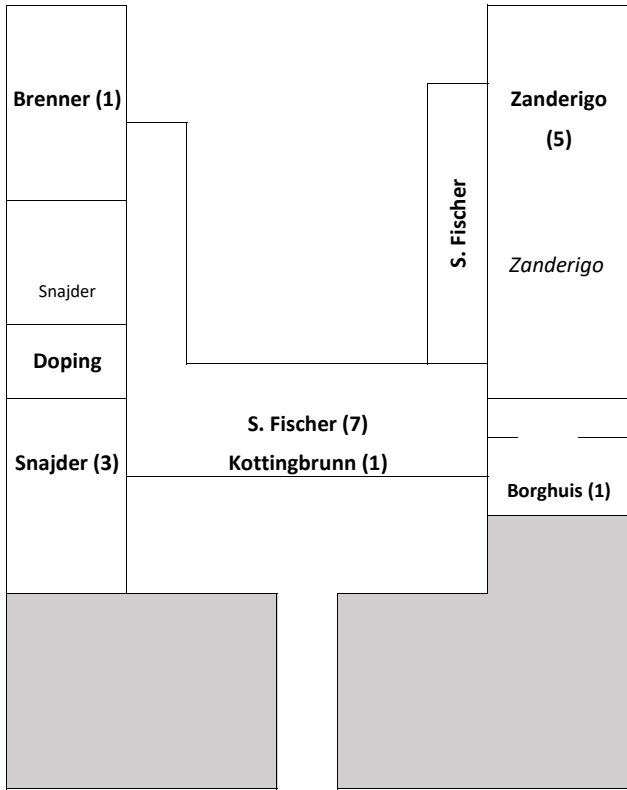 Brenner (1)
Zanderigo
(5)
S. Fischer
Zanderigo
Snajder
Doping
S. Fischer (7)
Snajder (3)
Kottingbrunn (1)
Borghuis (1)